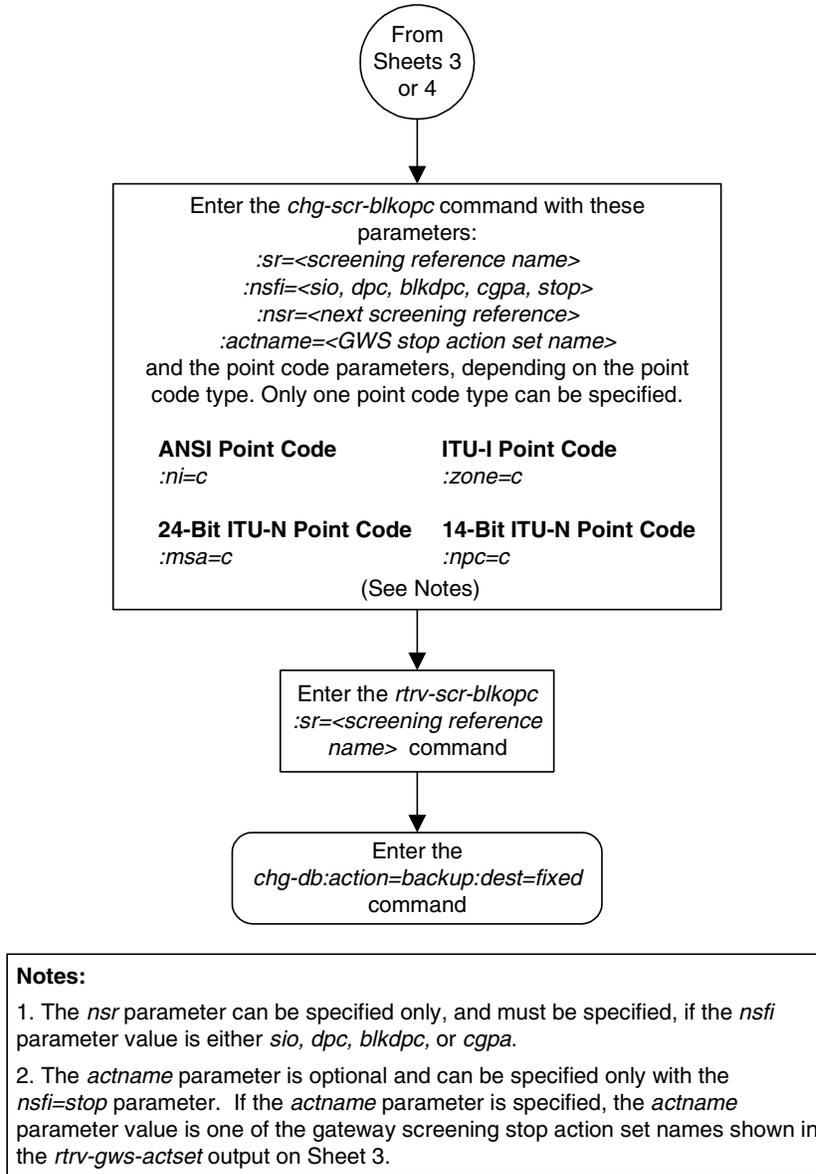 From
Sheets 3
or 4
Enter the chg-scr-blkopc command with these
parameters:
:sr=<screening reference name>
:nsfi=<sio, dpc, blkdpc, cgpa, stop>
:nsr=<next screening reference>
:actname=<GWS stop action set name>
and the point code parameters, depending on the point
code type. Only one point code type can be specified.
ANSI Point Code
:ni=c
ITU-I Point Code
:zone=c
24-Bit ITU-N Point Code
:msa=c
14-Bit ITU-N Point Code
:npc=c
(See Notes)
Enter the rtrv-scr-blkopc
:sr=<screening reference
name> command
Enter the
chg-db:action=backup:dest=fixed
command
Notes:
1. The nsr parameter can be specified only, and must be specified, if the nsfi
parameter value is either sio, dpc, blkdpc, or cgpa.
2. The actname parameter is optional and can be specified only with the
nsfi=stop parameter. If the actname parameter is specified, the actname
parameter value is one of the gateway screening stop action set names shown in
the rtrv-gws-actset output on Sheet 3.